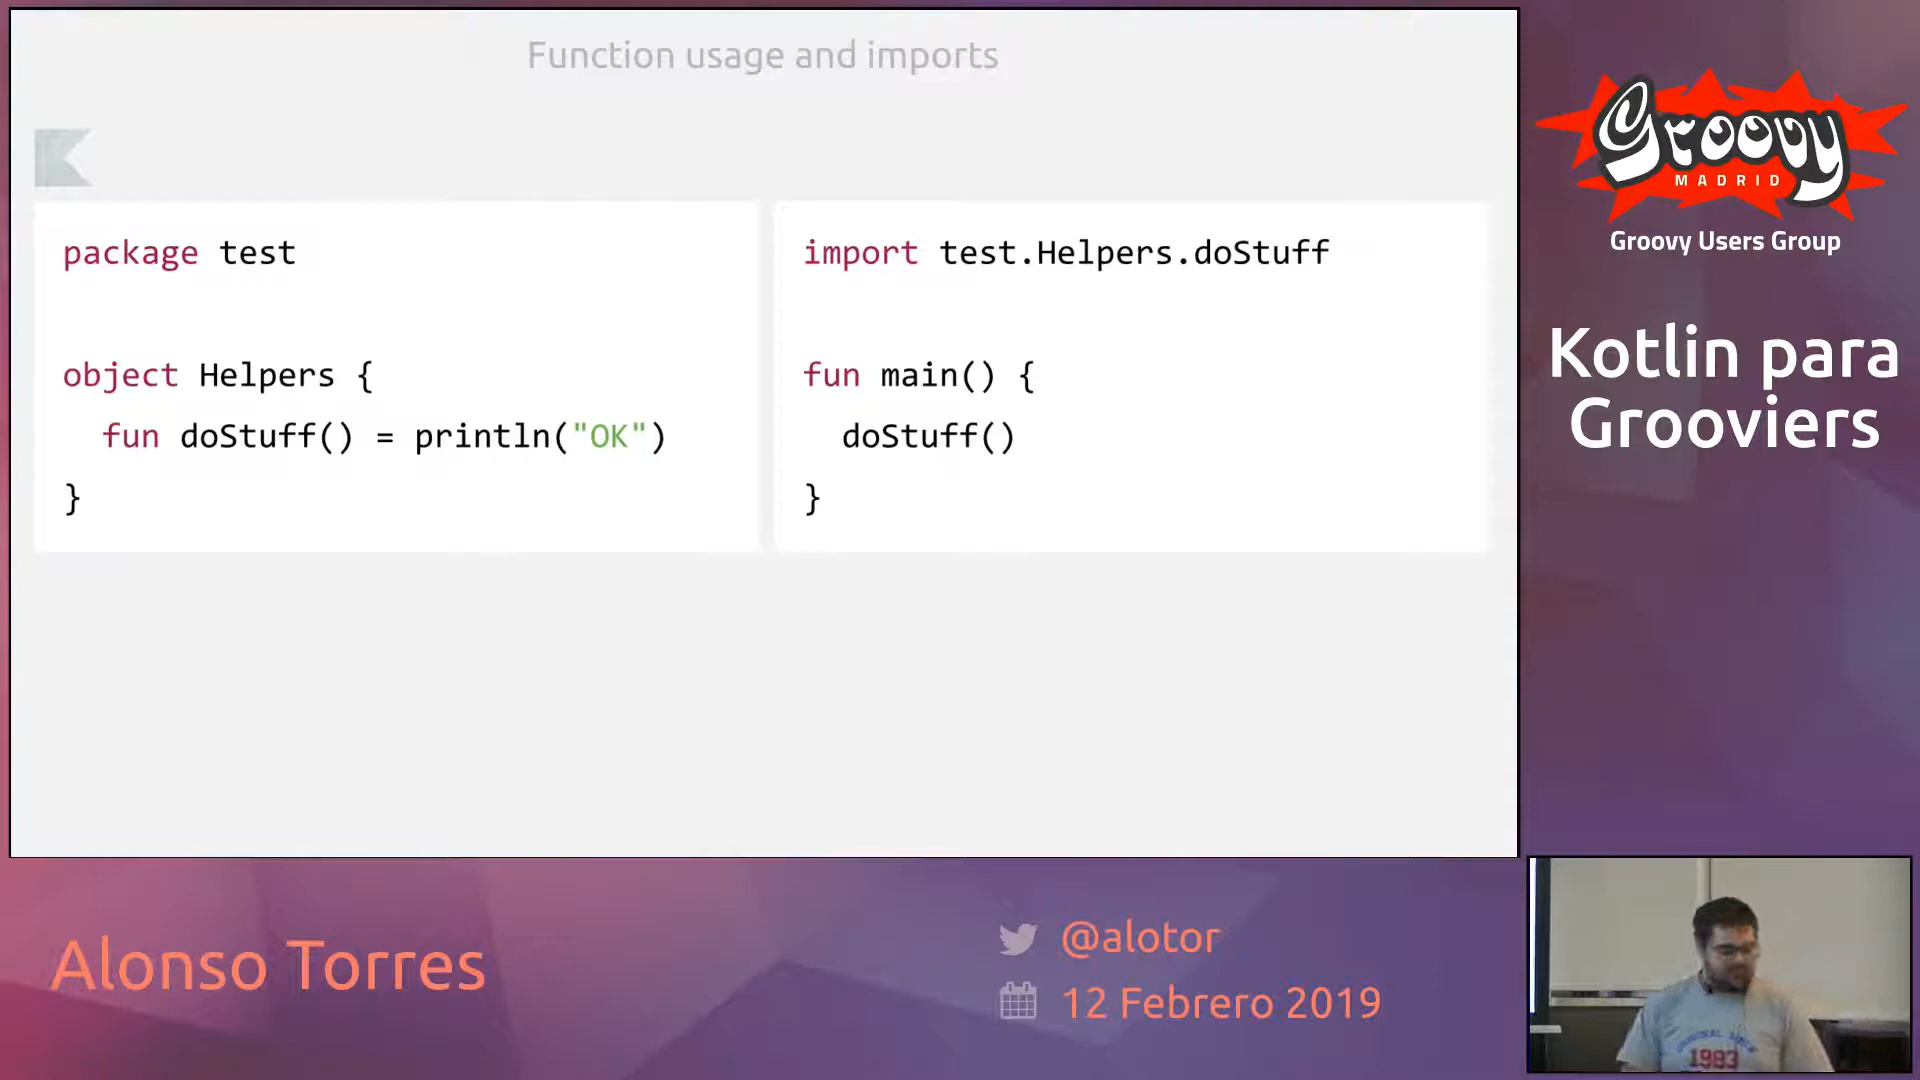 Function usage and imports
package test
object Helpers {
  fun doStuff() = println("OK")
}
import test.Helpers.doStuff
fun main() {
  doStuff()
}
Groovy
MADRID
Groovy Users Group
Kotlin para
Grooviers
Alonso Torres
@alotor
12 Febrero 2019
1983